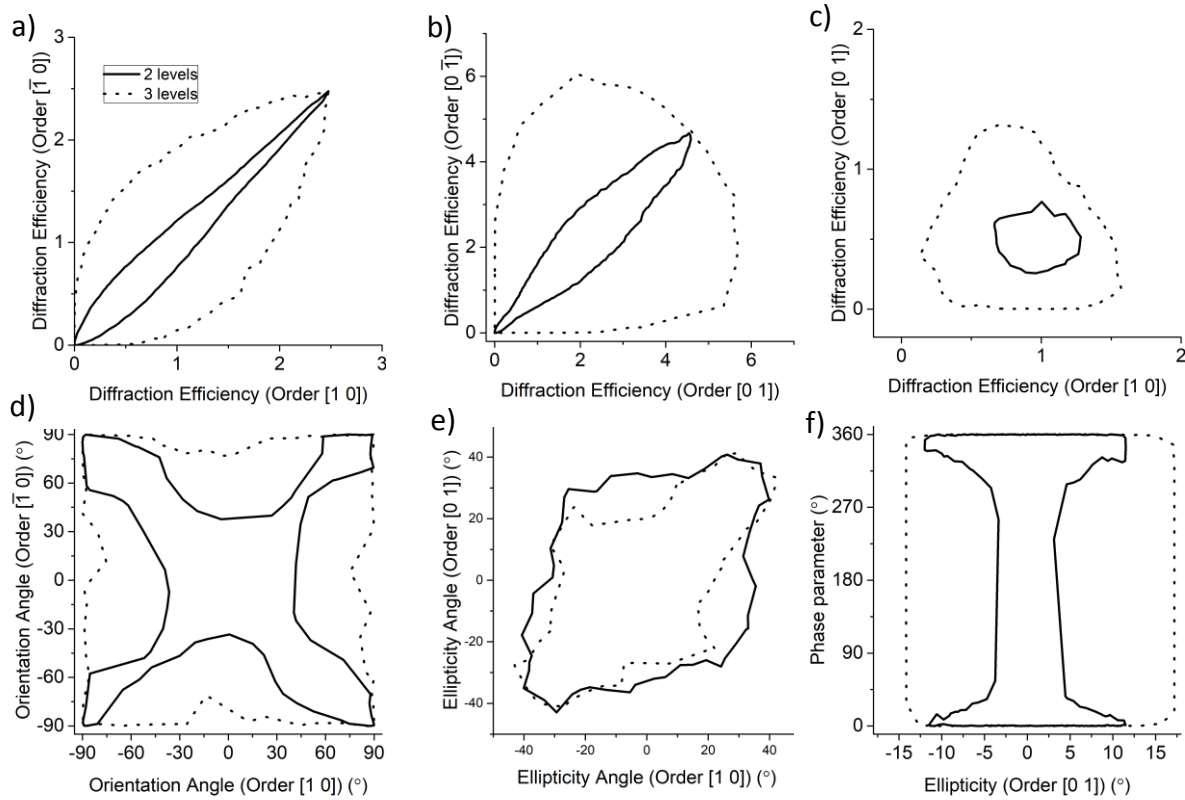 a)
3
2
1
0
0
1
2
3
2 levels
3 levels
Diffraction Efficiency (Order [1̅ 0])
Diffraction Efficiency (Order [1 0])
b)
6
4
2
0
0
2
4
6
Diffraction Efficiency (Order [0 1̅])
Diffraction Efficiency (Order [0 1])
c)
2
1
0
0
1
2
Diffraction Efficiency (Order [0 1])
Diffraction Efficiency (Order [1 0])
d)
90
60
30
0
-30
-60
-90
-90
-60
-30
0
30
60
90
Orientation Angle (Order [1̅ 0]) (°)
Orientation Angle (Order [1 0]) (°)
e)
40
20
0
-20
-40
-40
-20
0
20
40
Ellipticity Angle (Order [0 1]) (°)
Ellipticity Angle (Order [1 0]) (°)
f)
360
270
180
90
0
-15
-10
-5
0
5
10
15
Phase parameter (°)
Ellipticity (Order [0 1]) (°)